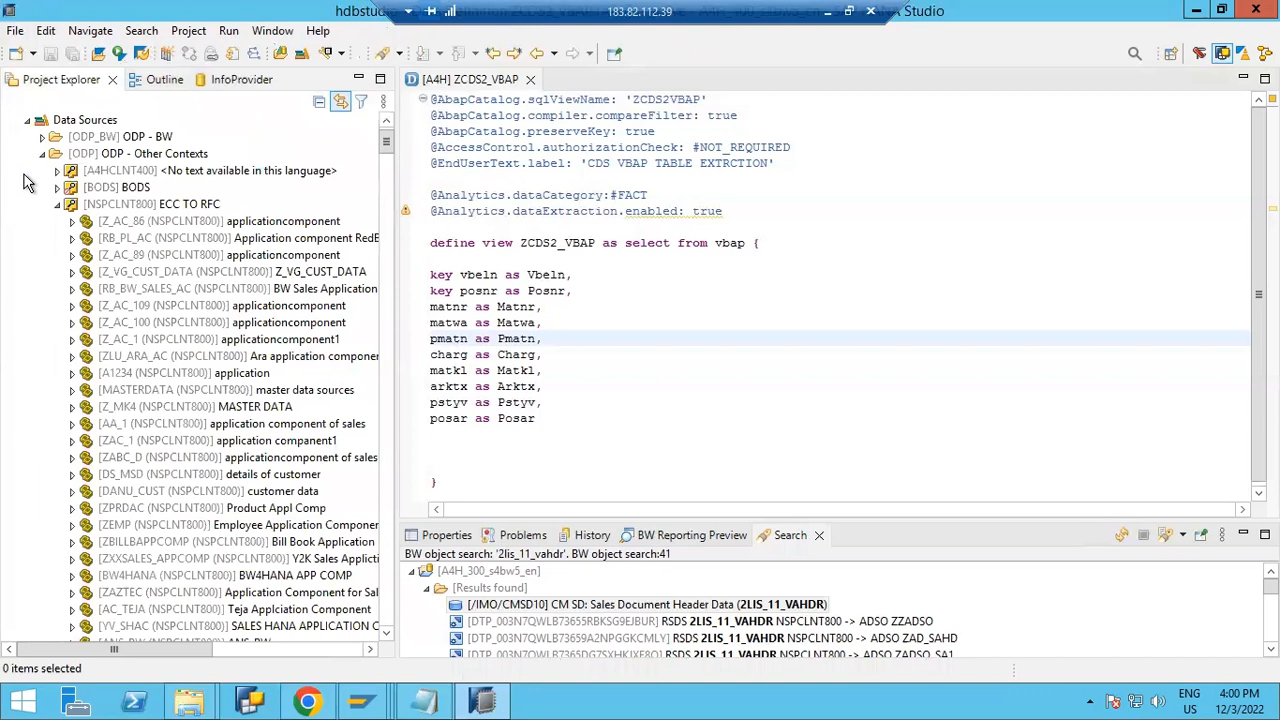 hdbstudio
183.82.112.39
Studio
File Edit Navigate Search Project Run Window Help
Project Explorer Outline InfoProvider
[A4H] ZCDS2_VBAP
Data Sources
[ODP_BW] ODP - BW
[ODP] ODP - Other Contexts
[A4HCLNT400] <No text available in this language>
[BODS] BODS
[NSPCLNT800] ECC TO RFC
[Z_AC_86 (NSPCLNT800)] applicationcomponent
[RB_PL_AC (NSPCLNT800)] Application component RedB
[Z_AC_89 (NSPCLNT800)] applicationcomponent
[Z_VG_CUST_DATA (NSPCLNT800)] Z_VG_CUST_DATA
[RB_BW_SALES_AC (NSPCLNT800)] BW Sales Application
[Z_AC_109 (NSPCLNT800)] applicationcomponent
[Z_AC_100 (NSPCLNT800)] applicationcomponent
[Z_AC_1 (NSPCLNT800)] applicationcomponent1
[ZLU_ARA_AC (NSPCLNT800)] Ara application compone
[A1234 (NSPCLNT800)] application
[MASTERDATA (NSPCLNT800)] master data sources
[Z_MK4 (NSPCLNT800)] MASTER DATA
[AA_1 (NSPCLNT800)] application component of sales
[ZAC_1 (NSPCLNT800)] application companent1
[ZABC_D (NSPCLNT800)] applicationcomponent of sales
[DS_MSD (NSPCLNT800)] details of customer
[DANU_CUST (NSPCLNT800)] customer data
[ZPRDAC (NSPCLNT800)] Product Appl Comp
[ZEMP (NSPCLNT800)] Employee Application Componen
[ZBILLBAPPCOMP (NSPCLNT800)] Bill Book Application
[ZXXSALES_APPCOMP (NSPCLNT800)] Y2K Sales Applicti
[BW4HANA (NSPCLNT800)] BW4HANA APP COMP
[ZAZTEC (NSPCLNT800)] Application Component for Sal
[AC_TEJA (NSPCLNT800)] Teja Applciation Component
[YV_SHAC (NSPCLNT800)] SALES HANA APPLICATION C
@AbapCatalog.sqlViewName: 'ZCDS2VBAP'
@AbapCatalog.compiler.compareFilter: true
@AbapCatalog.preserveKey: true
@AccessControl.authorizationCheck: #NOT_REQUIRED
@EndUserText.label: 'CDS VBAP TABLE EXTRCTION'
@Analytics.dataCategory:#FACT
@Analytics.dataExtraction.enabled: true
define view ZCDS2_VBAP as select from vbap {
key vbeln as Vbeln,
key posnr as Posnr,
matnr as Matnr,
matwa as Matwa,
pmatn as Pmatn,
charg as Charg,
matkl as Matkl,
arktx as Arktx,
pstyv as Pstyv,
posar as Posar
}
Properties Problems History BW Reporting Preview Search
BW object search: '2lis_11_vahdr'. BW object search:41
[A4H_300_s4bw5_en]
[Results found]
[/IMO/CMSD10] CM SD: Sales Document Header Data (2LIS_11_VAHDR)
[DTP_003N7QWLB73655RBKSG9EJBUR] RSDS 2LIS_11_VAHDR NSPCLNT800 -> ADSO ZZADSO
[DTP_003N7QWLB73659A2NPGGKCMLY] RSDS 2LIS_11_VAHDR NSPCLNT800 -> ADSO ZAD_SAHD
RSDS 2LIS_11_VAHDR NSPCLNT800 -> ADSO ZADSO_SA1
0 items selected
ENG
US
4:00 PM
12/3/2022